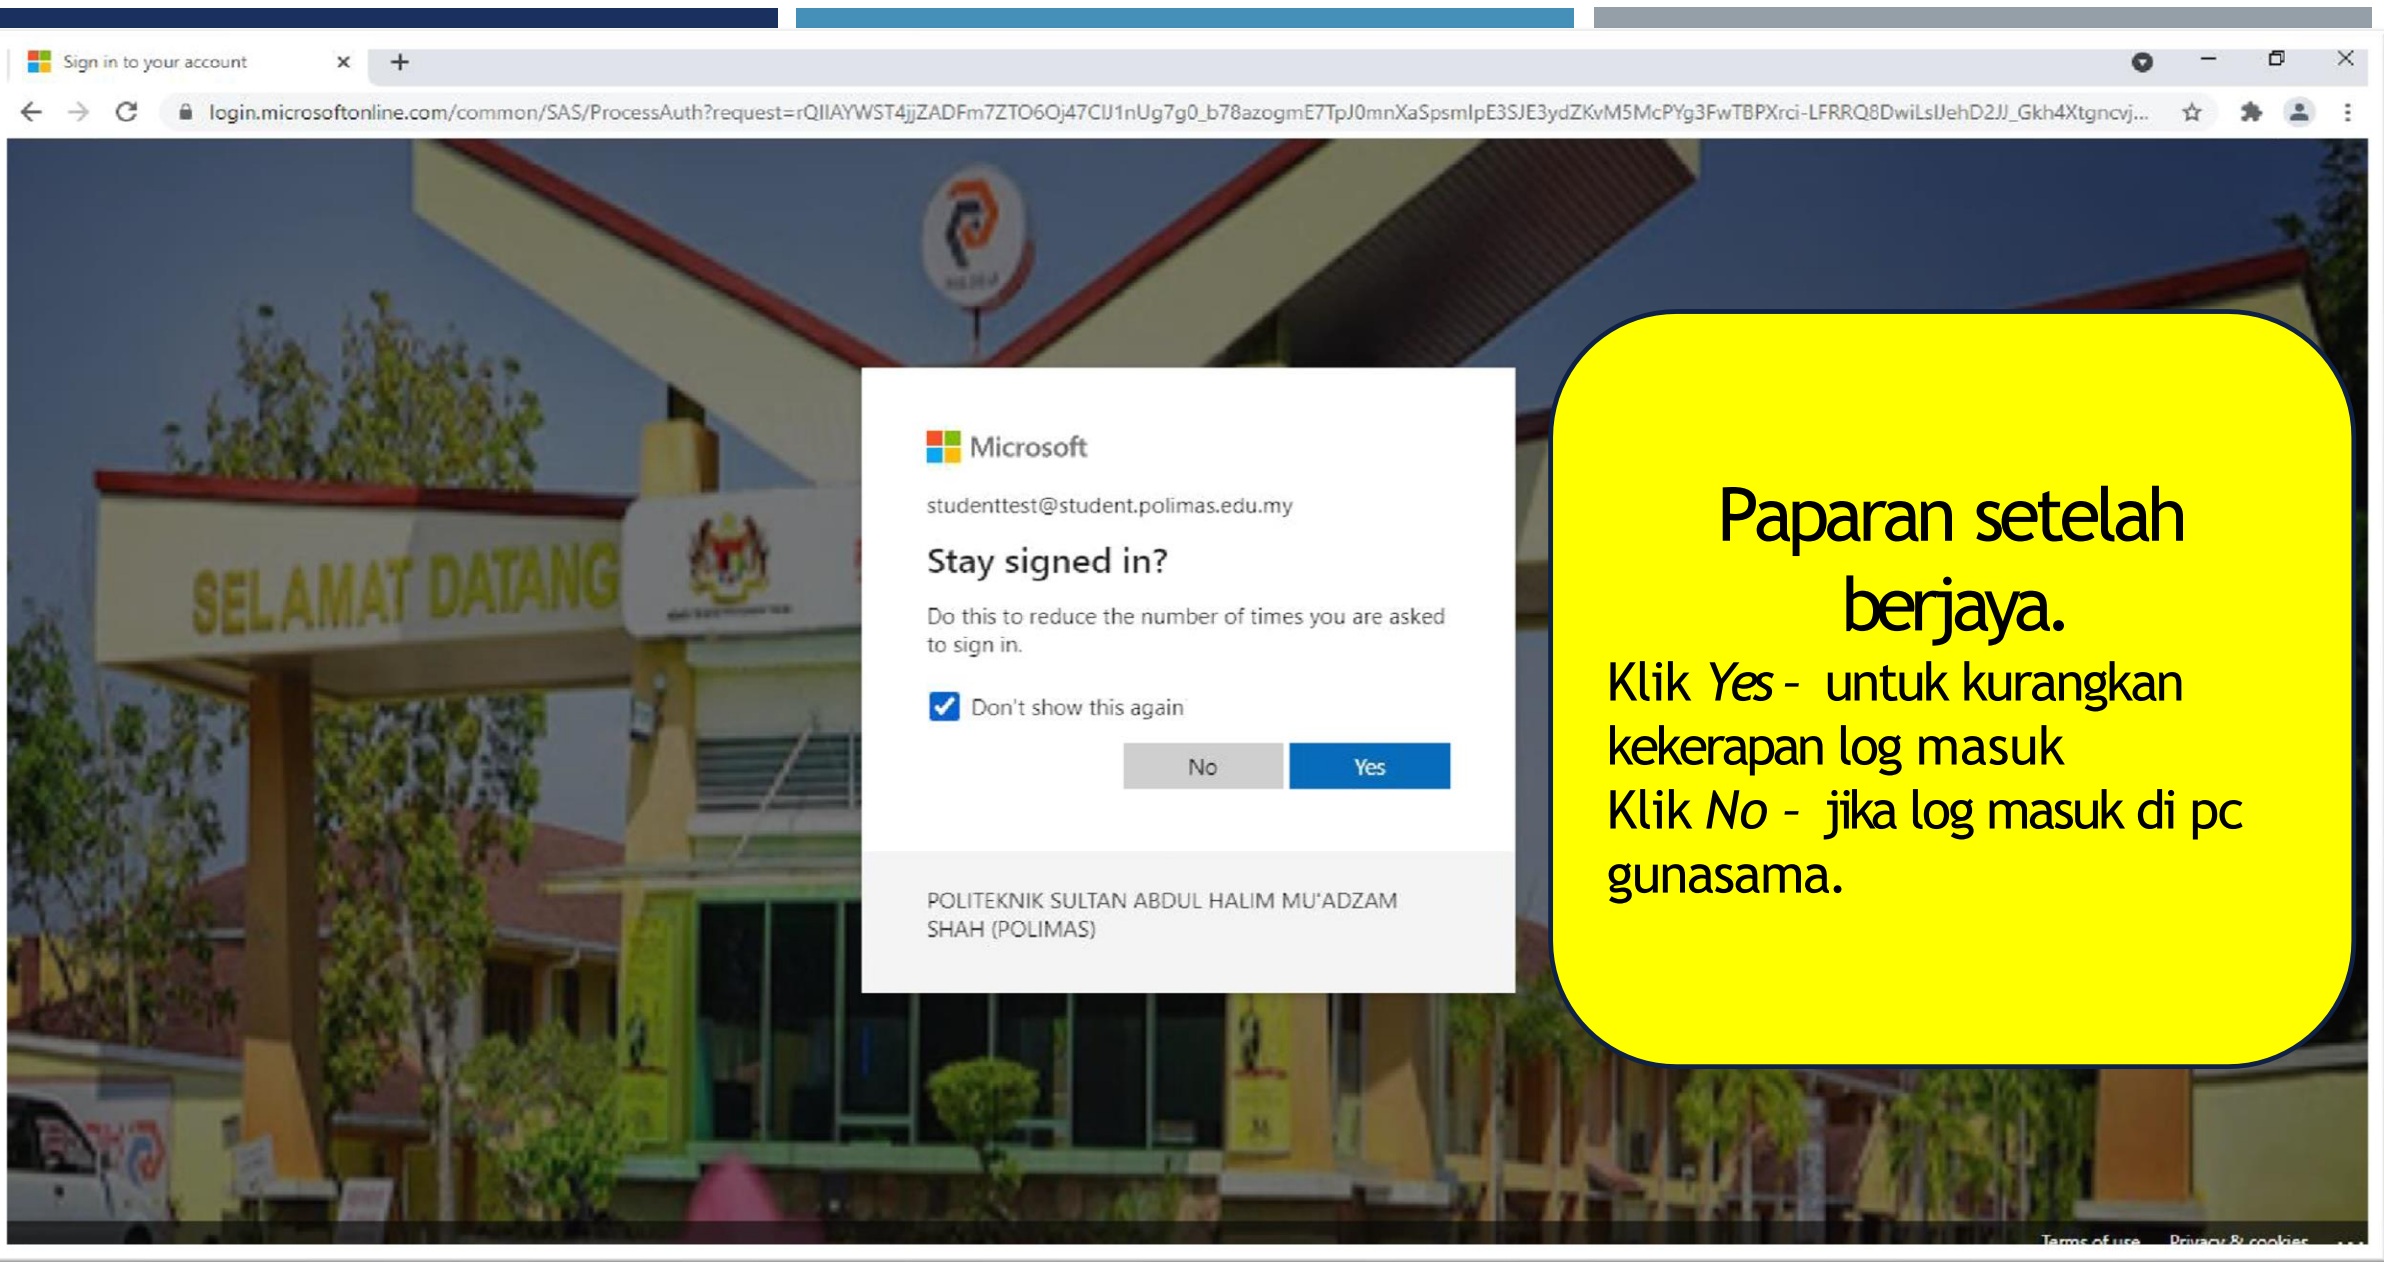 Sign in to your account
login.microsoftonline.com/common/SAS/ProcessAuth?request=
SELAMAT DATANG
Microsoft
studenttest@student.polimas.edu.my
Stay signed in?
Do this to reduce the number of times you are asked
to sign in.
Don't show this again
No Yes
POLITEKNIK SULTAN ABDUL HALIM MU'ADZAM
SHAH (POLIMAS)
Paparan setelah
berjaya.
Klik Yes – untuk kurangkan
kekerapan log masuk
Klik No – jika log masuk di pc
gunasama.
Terms of use Privacy & cookies ...